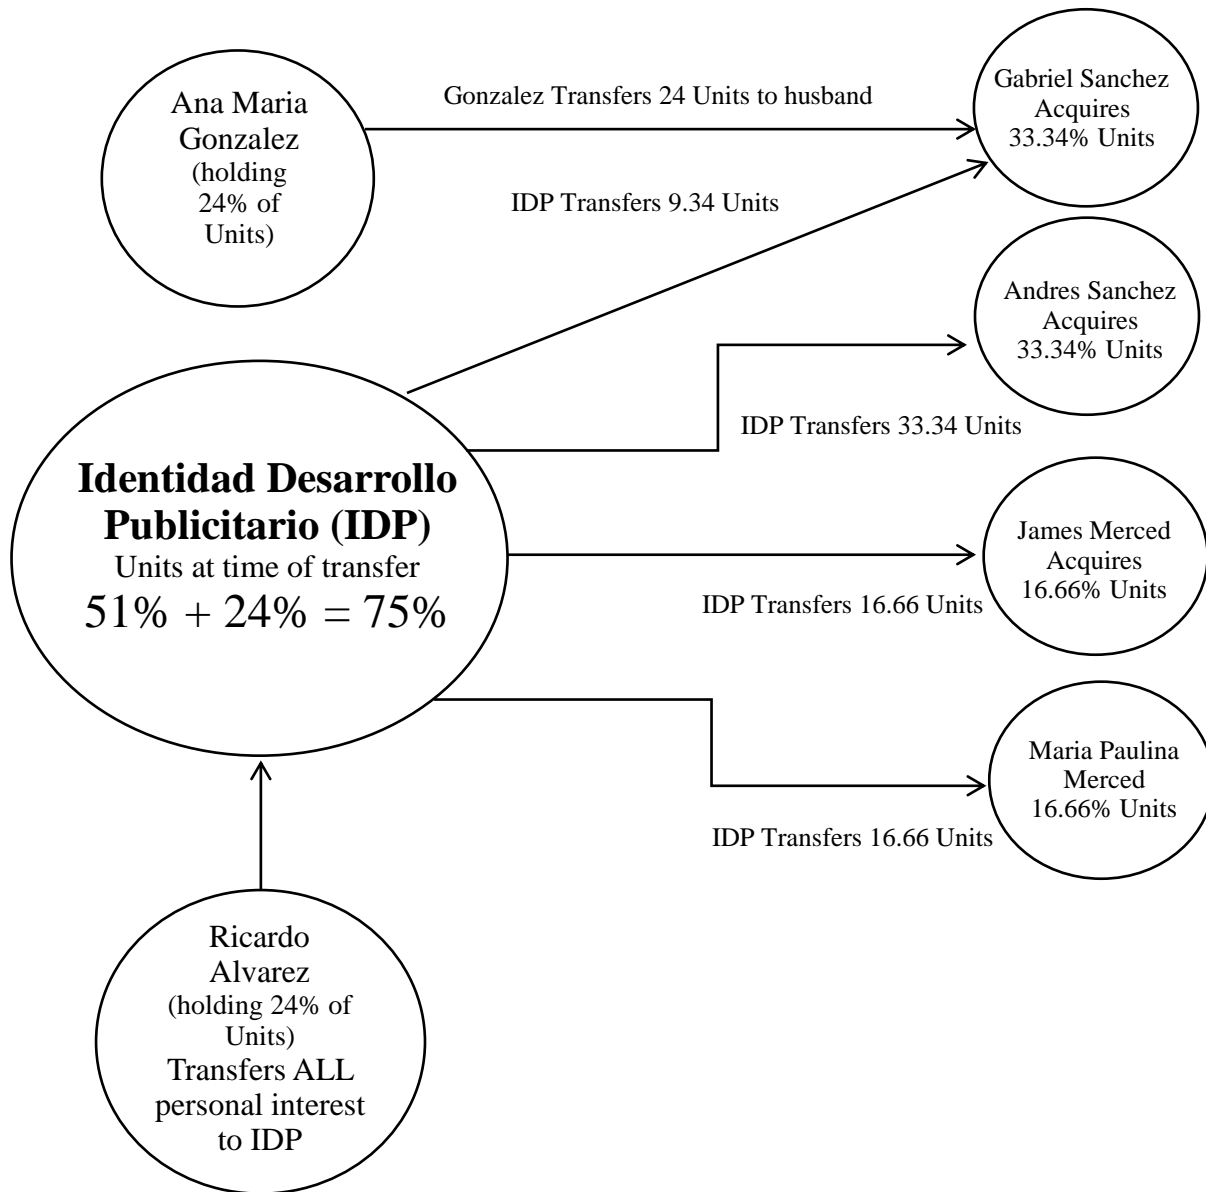 Ana Maria
Gonzalez
(holding
24% of
Units)
Gonzalez Transfers 24 Units to husband
Gabriel Sanchez
Acquires
33.34% Units
IDP Transfers 9.34 Units
Andres Sanchez
Acquires
33.34% Units
IDP Transfers 33.34 Units
Identidad Desarrollo
Publicitario (IDP)
Units at time of transfer
51% + 24% = 75%
James Merced
Acquires
16.66% Units
IDP Transfers 16.66 Units
Maria Paulina
Merced
16.66% Units
IDP Transfers 16.66 Units
Ricardo
Alvarez
(holding 24% of
Units)
Transfers ALL
personal interest
to IDP